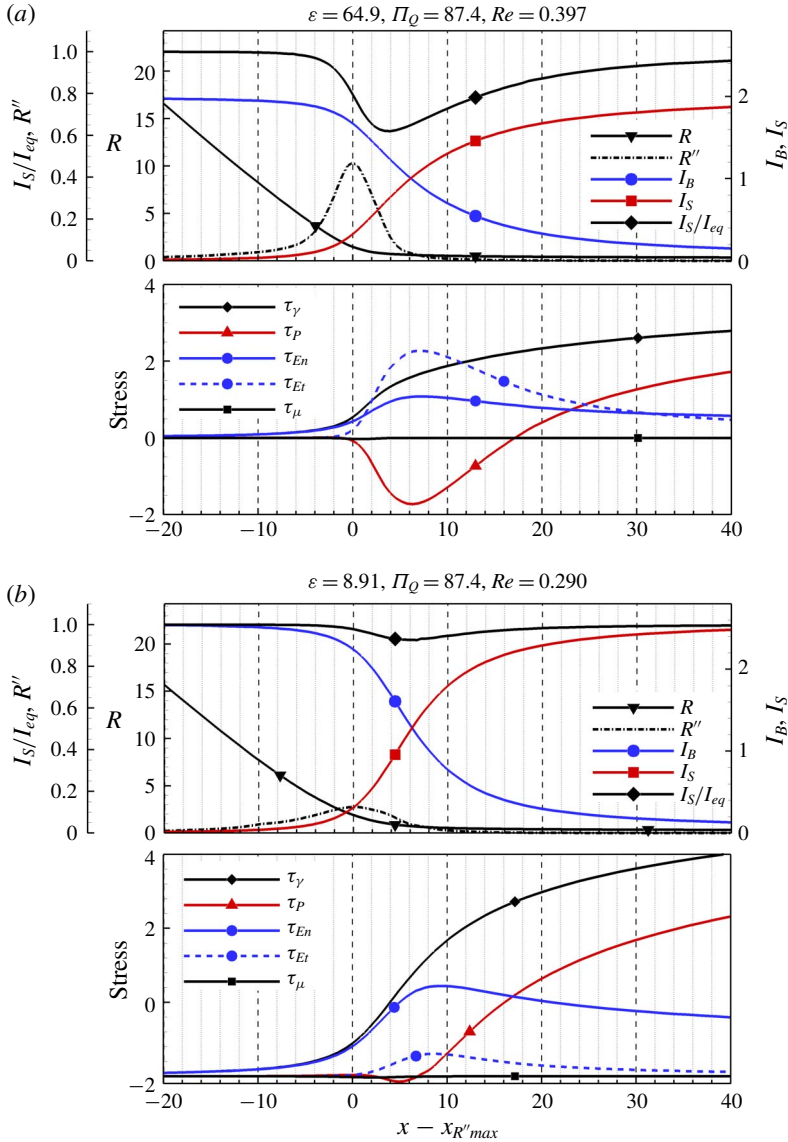 (a)
ε = 64.9, Π_Q = 87.4, Re = 0.397
I_S/I_eq, R″
1.0
0.8
0.6
0.4
0.2
0
R
20
15
10
5
0
I_B, I_S
2
1
0
R
R″
I_B
I_S
I_S/I_eq
Stress
4
2
0
−2
τ_γ
τ_P
τ_En
τ_Et
τ_μ
−20 −10 0 10 20 30 40
(b)
ε = 8.91, Π_Q = 87.4, Re = 0.290
I_S/I_eq, R″
1.0
0.8
0.6
0.4
0.2
0
R
20
15
10
5
0
I_B, I_S
2
1
0
R
R″
I_B
I_S
I_S/I_eq
Stress
4
2
0
−2
τ_γ
τ_P
τ_En
τ_Et
τ_μ
−20 −10 0 10 20 30 40
x − x_R″max